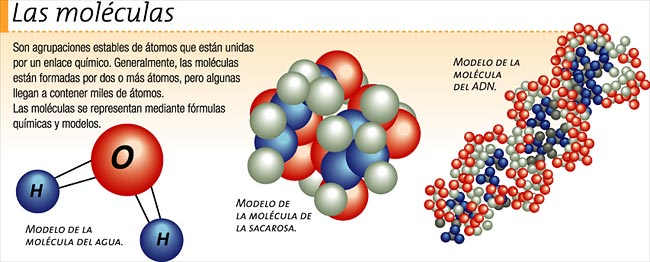 Las moléculas
Son agrupaciones estables de átomos que están unidas
por un enlace químico. Generalmente, las moléculas
están formadas por dos o más átomos, pero algunas
llegan a contener miles de átomos.
Las moléculas se representan mediante fórmulas
químicas y modelos.
O
H
H
MODELO DE LA
MOLÉCULA DEL AGUA.
MODELO DE
LA MOLÉCULA DE
LA SACAROSA.
MODELO DE LA
MOLÉCULA
DEL ADN.